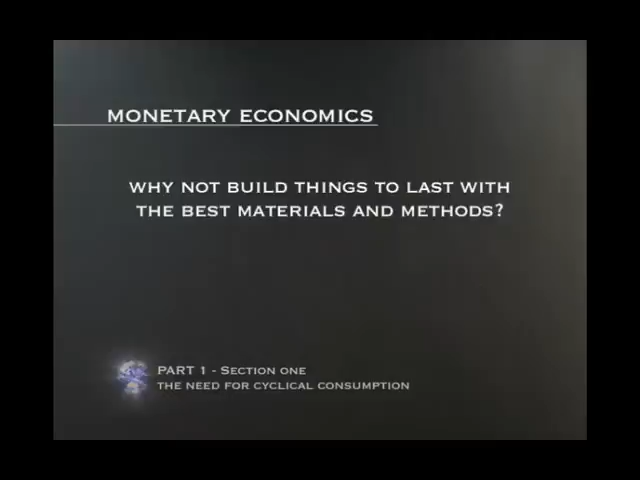 MONETARY ECONOMICS
WHY NOT BUILD THINGS TO LAST WITH
THE BEST MATERIALS AND METHODS?
PART 1 - SECTION ONE
THE NEED FOR CYCLICAL CONSUMPTION